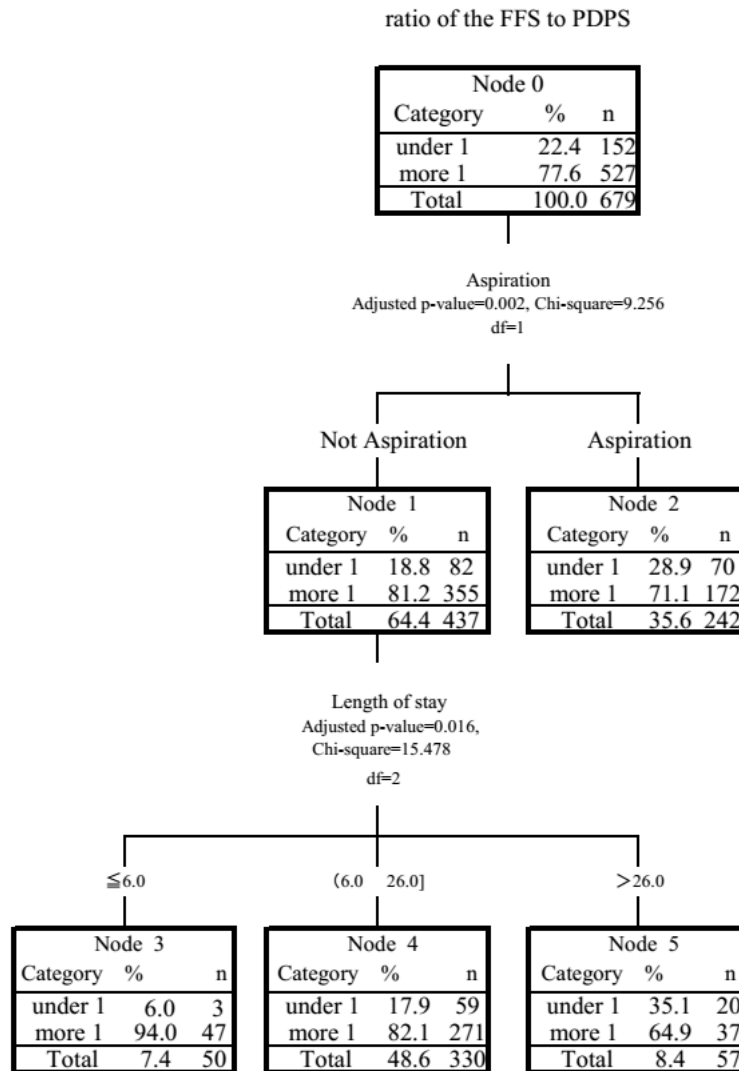 ratio of the FFS to PDPS
Node 0
Category % n
under 1 22.4 152
more 1 77.6 527
Total 100.0 679
Aspiration
Adjusted p-value=0.002, Chi-square=9.256
df=1
Not Aspiration
Aspiration
Node 1
Category % n
under 1 18.8 82
more 1 81.2 355
Total 64.4 437
Node 2
Category % n
under 1 28.9 70
more 1 71.1 172
Total 35.6 242
Length of stay
Adjusted p-value=0.016,
Chi-square=15.478
df=2
≦6.0
(6.0 26.0]
>26.0
Node 3
Category % n
under 1 6.0 3
more 1 94.0 47
Total 7.4 50
Node 4
Category % n
under 1 17.9 59
more 1 82.1 271
Total 48.6 330
Node 5
Category % n
under 1 35.1 20
more 1 64.9 37
Total 8.4 57